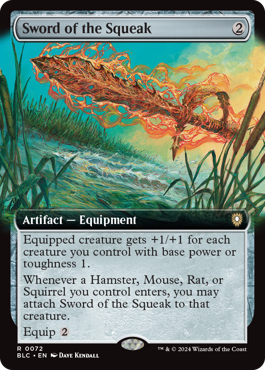 Sword of the Squeak 2
Artifact — Equipment
Equipped creature gets +1/+1 for each
creature you control with base power or
toughness 1.
Whenever a Hamster, Mouse, Rat, or
Squirrel you control enters, you may
attach Sword of the Squeak to that
creature.
Equip 2
R 0072
BLC • EN DAVE KENDALL
™ & © 2024 Wizards of the Coast